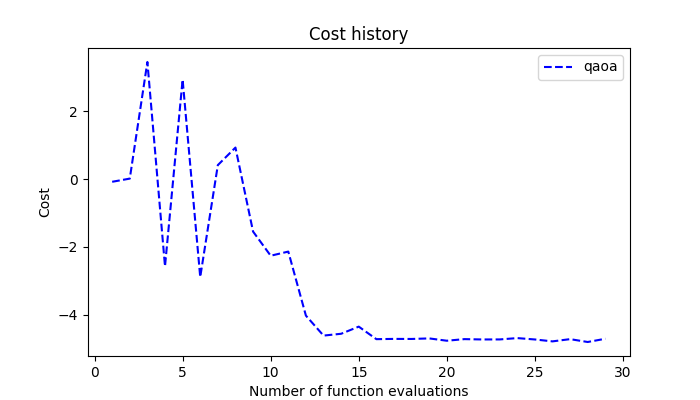 Cost history
qaoa
2
0
−2
−4
Cost
0 5 10 15 20 25 30
Number of function evaluations